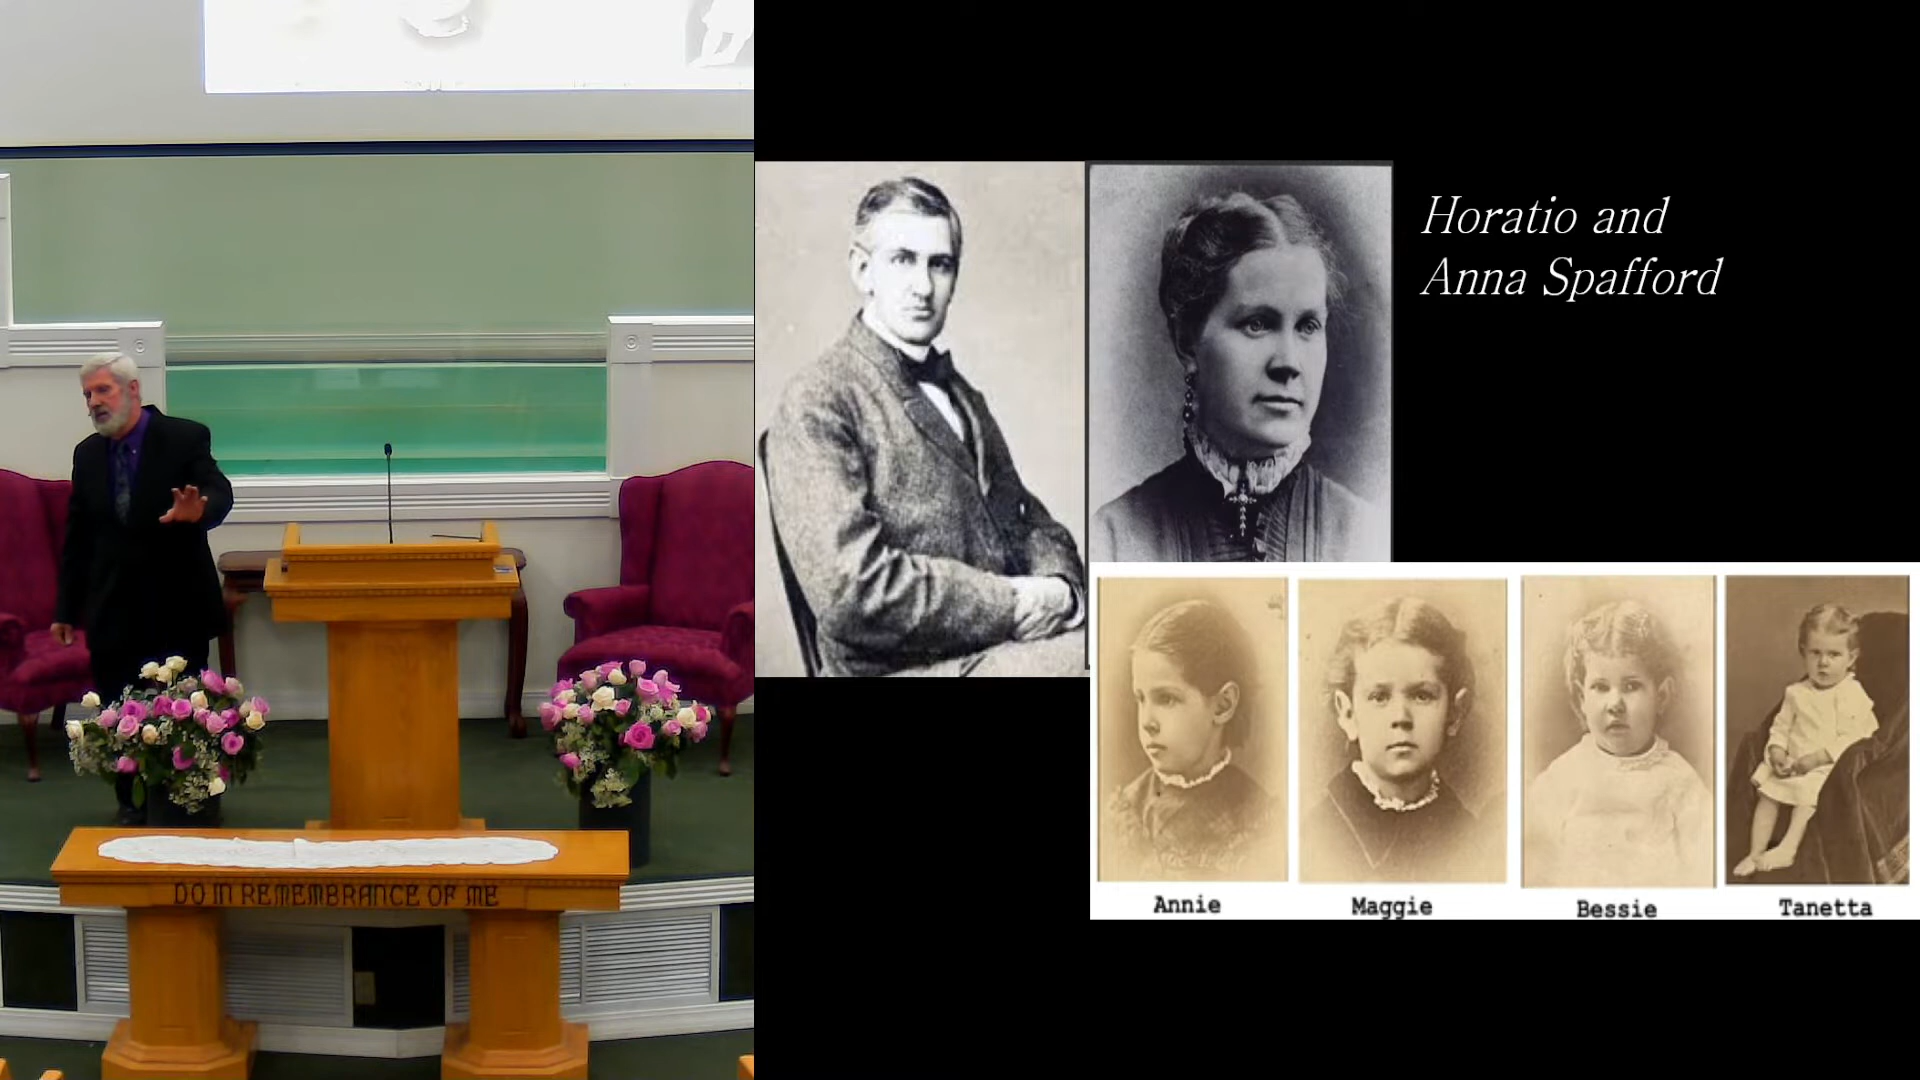 Horatio and
Anna Spafford
Annie Maggie Bessie Tanetta
DO IN REMEMBRANCE OF ME